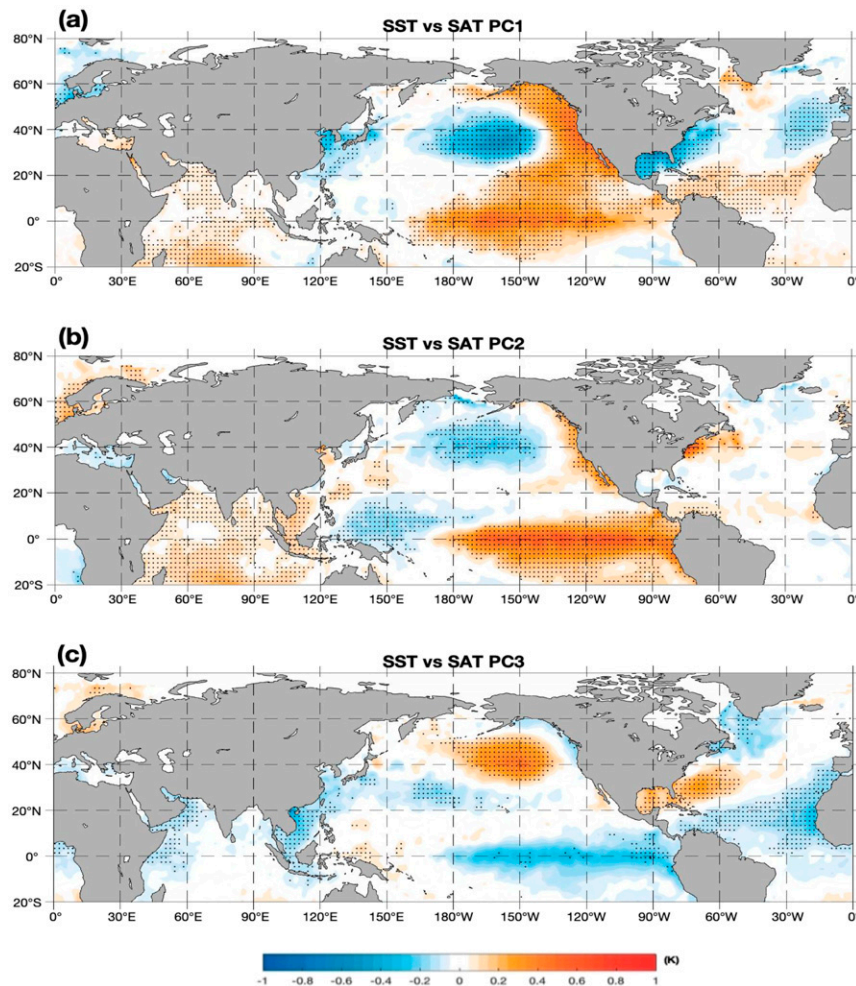 (a)
SST vs SAT PC1
80°N
60°N
40°N
20°N
0°
20°S
0° 30°E 60°E 90°E 120°E 150°E 180°E 150°W 120°W 90°W 60°W 30°W 0°
(b)
SST vs SAT PC2
80°N
60°N
40°N
20°N
0°
20°S
0° 30°E 60°E 90°E 120°E 150°E 180°E 150°W 120°W 90°W 60°W 30°W 0°
(c)
SST vs SAT PC3
80°N
60°N
40°N
20°N
0°
20°S
0° 30°E 60°E 90°E 120°E 150°E 180°E 150°W 120°W 90°W 60°W 30°W 0°
(K)
-1 -0.8 -0.6 -0.4 -0.2 0 0.2 0.4 0.6 0.8 1